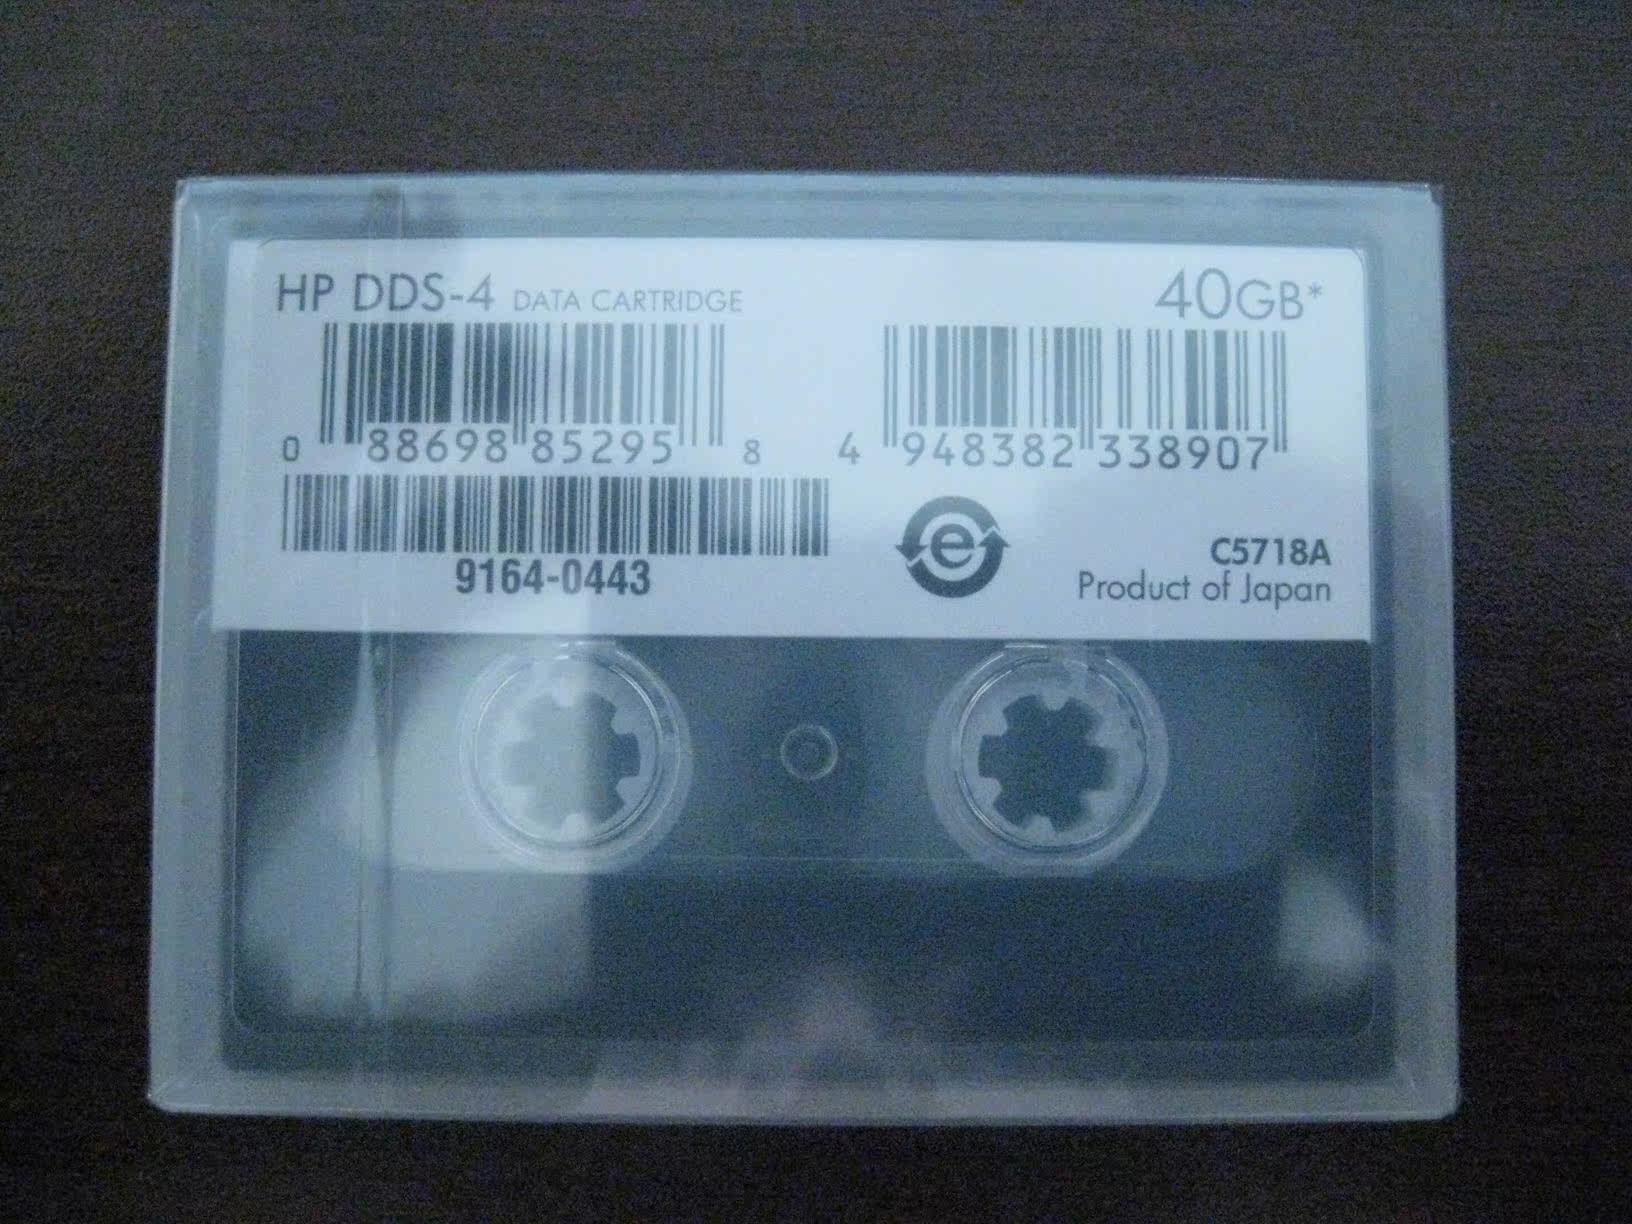 HP DDS-4 DATA CARTRIDGE 40GB*
0 88698 85295 8 4 948382 338907
9164-0443
e
C5718A
Product of Japan